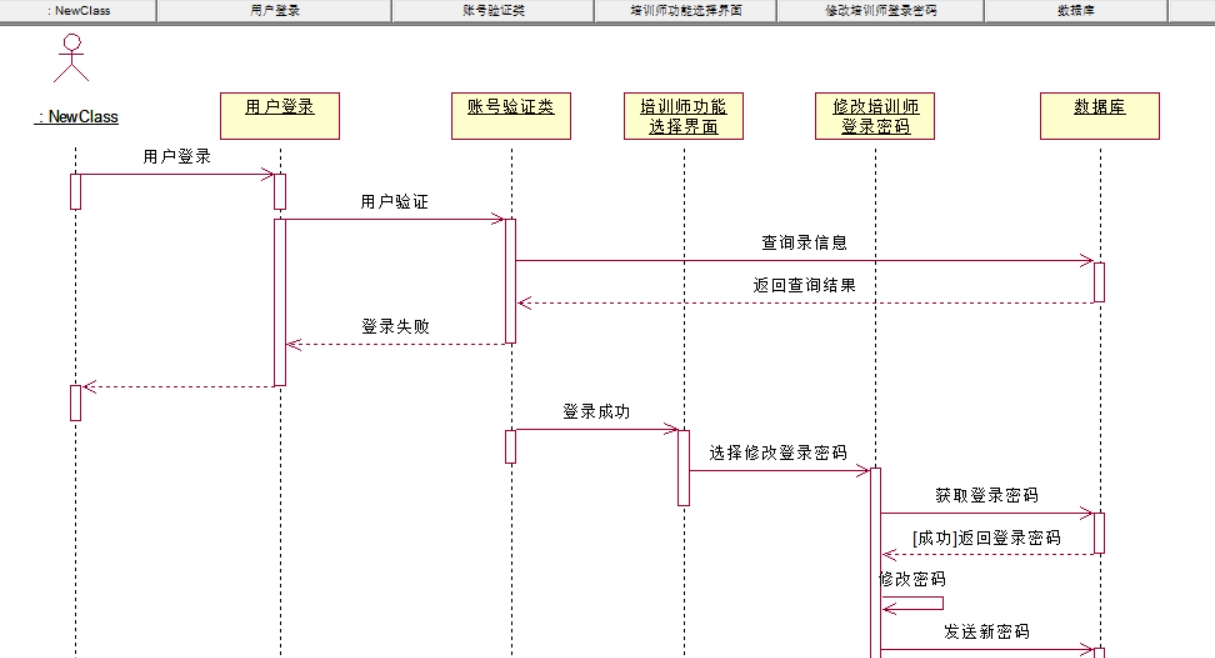 : NewClass
用户登录
账号验证类
培训师功能选择界面
修改培训师登录密码
数据库
: NewClass
用户登录
账号验证类
培训师功能
选择界面
修改培训师
登录密码
数据库
用户登录
用户验证
查询录信息
返回查询结果
登录失败
登录成功
选择修改登录密码
获取登录密码
[成功]返回登录密码
修改密码
发送新密码